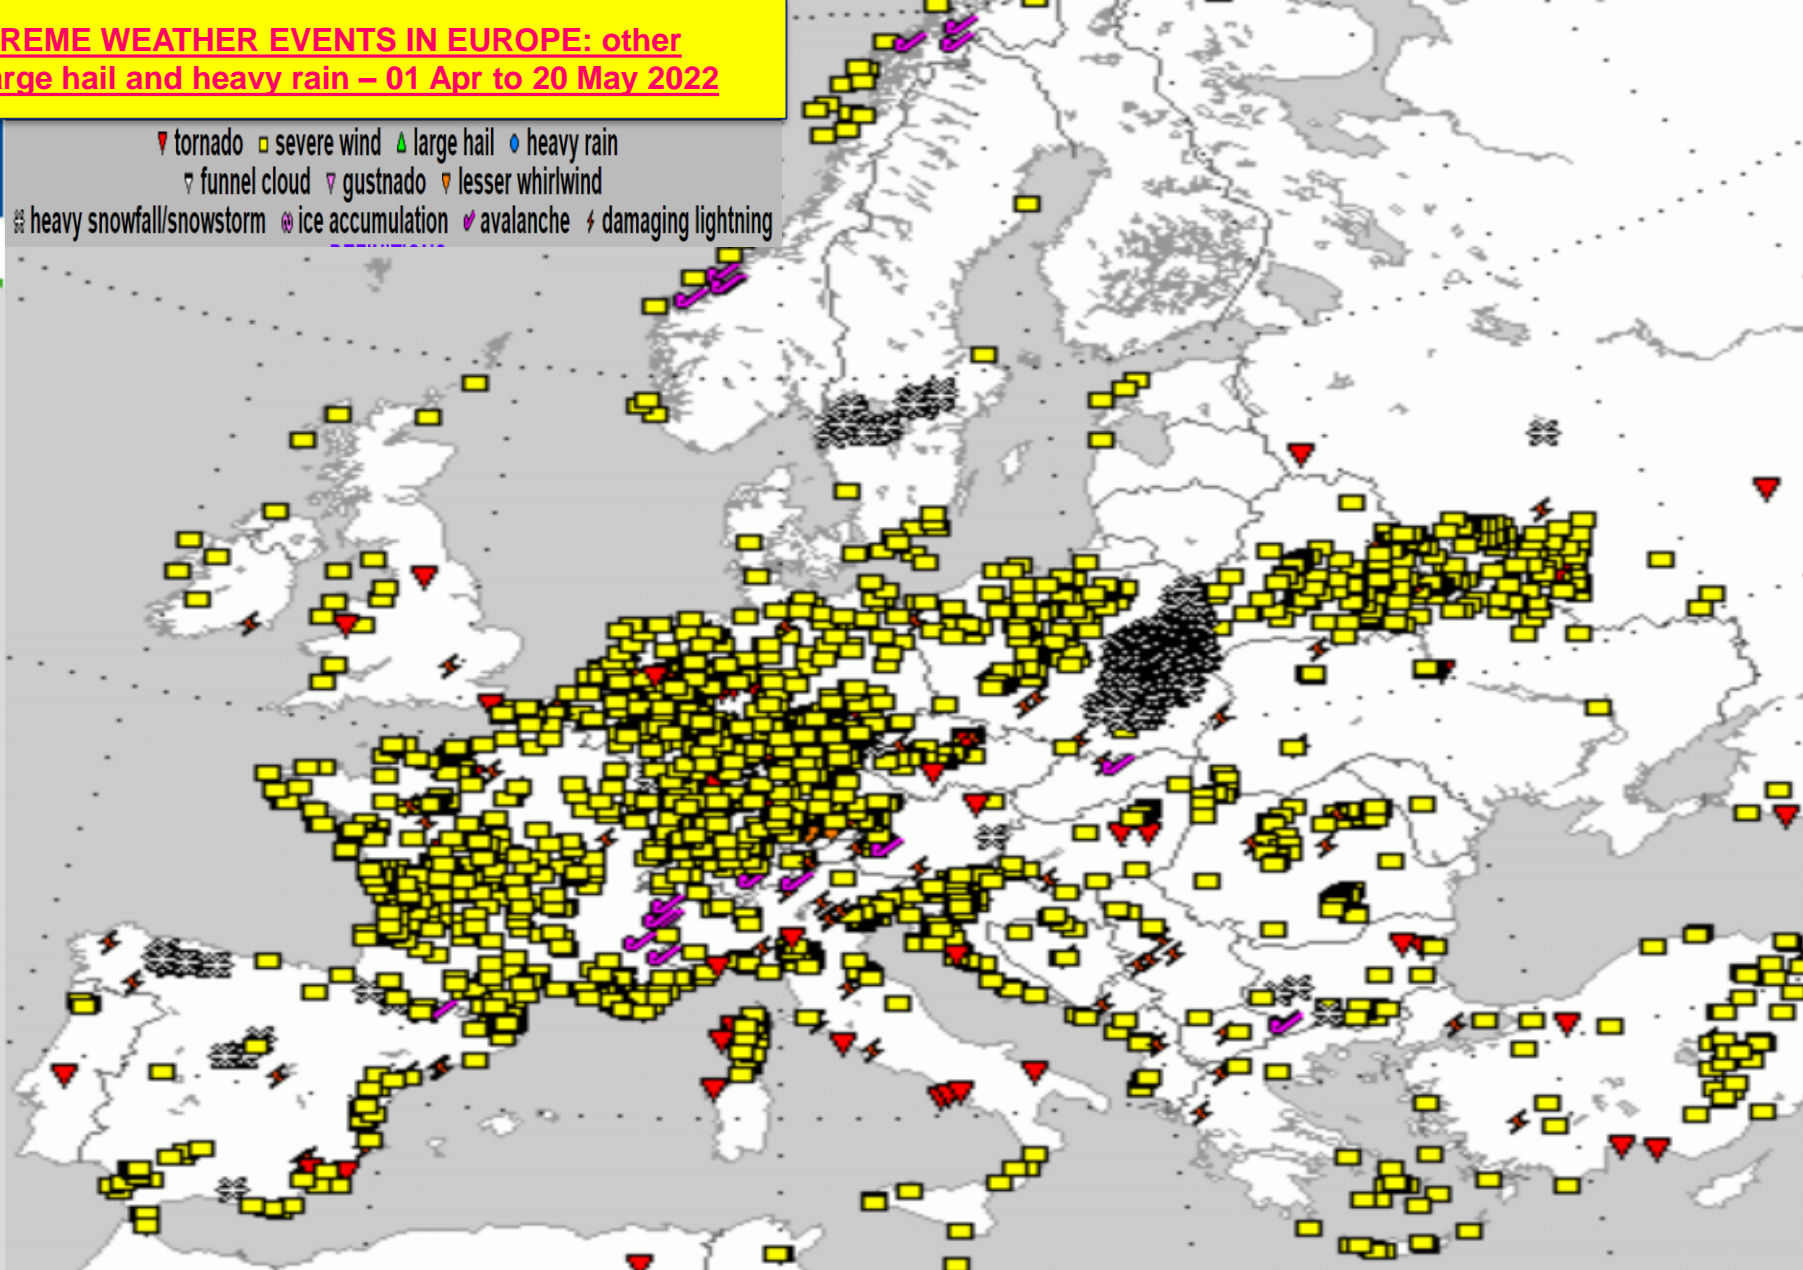 REME WEATHER EVENTS IN EUROPE: other
arge hail and heavy rain – 01 Apr to 20 May 2022
tornado severe wind large hail heavy rain
funnel cloud gustnado lesser whirlwind
heavy snowfall/snowstorm ice accumulation avalanche damaging lightning